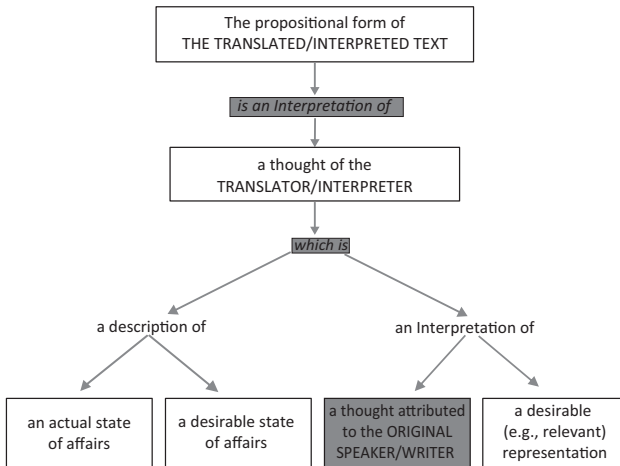 The propositional form of
THE TRANSLATED/INTERPRETED TEXT
is an Interpretation of
a thought of the
TRANSLATOR/INTERPRETER
which is
a description of
an Interpretation of
an actual state
of affairs
a desirable state
of affairs
a thought attributed
to the ORIGINAL
SPEAKER/WRITER
a desirable
(e.g., relevant)
representation